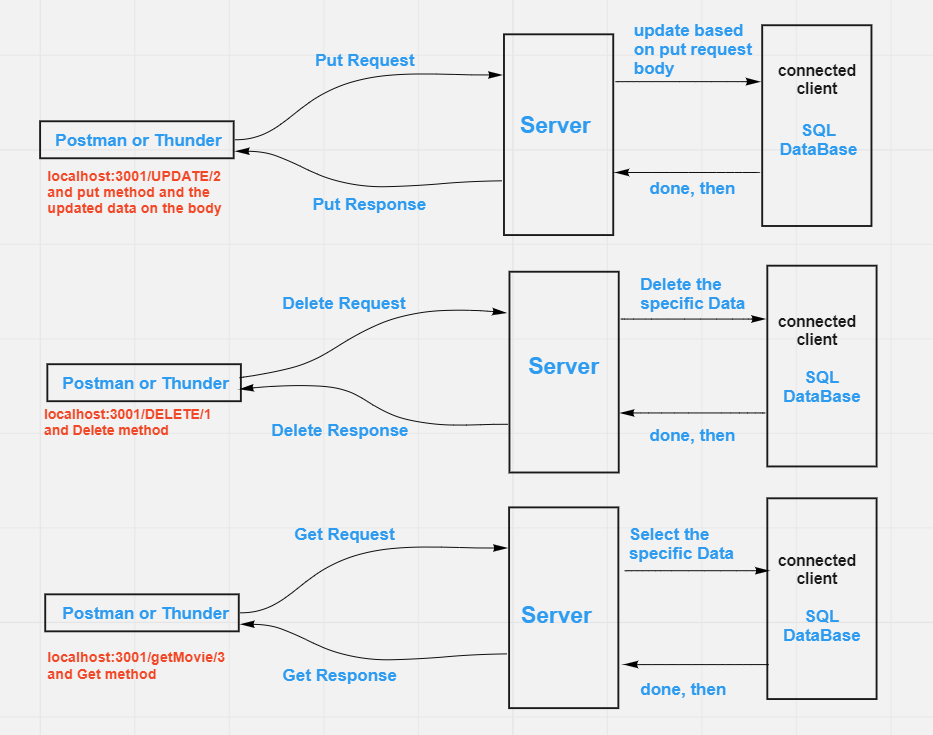 Put Request
update based
on put request
body
connected
client
Postman or Thunder
Server
SQL
DataBase
localhost:3001/UPDATE/2
and put method and the
updated data on the body
Put Response
done, then
Delete Request
Delete the
specific Data
connected
client
Postman or Thunder
Server
SQL
DataBase
localhost:3001/DELETE/1
and Delete method
Delete Response
done, then
Get Request
Select the
specific Data
connected
client
Postman or Thunder
Server
SQL
DataBase
localhost:3001/getMovie/3
and Get method
Get Response
done, then